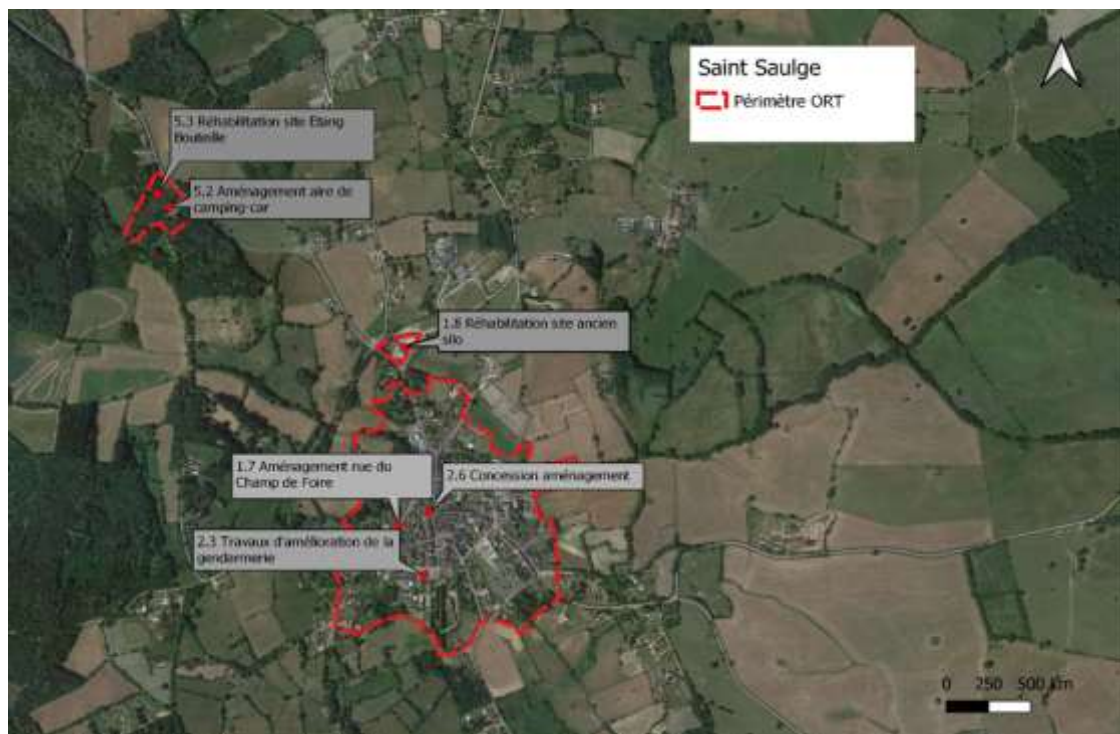 Saint Saulge
Périmètre ORT
5.3 Réhabilitation site Etang
Bouteille
5.2 Aménagement aire de
camping-car
1.8 Réhabilitation site ancien
silo
1.7 Aménagement rue du
Champ de Foire
2.6 Concession aménagement
2.3 Travaux d'amélioration de la
gendarmerie
0 250 500 km